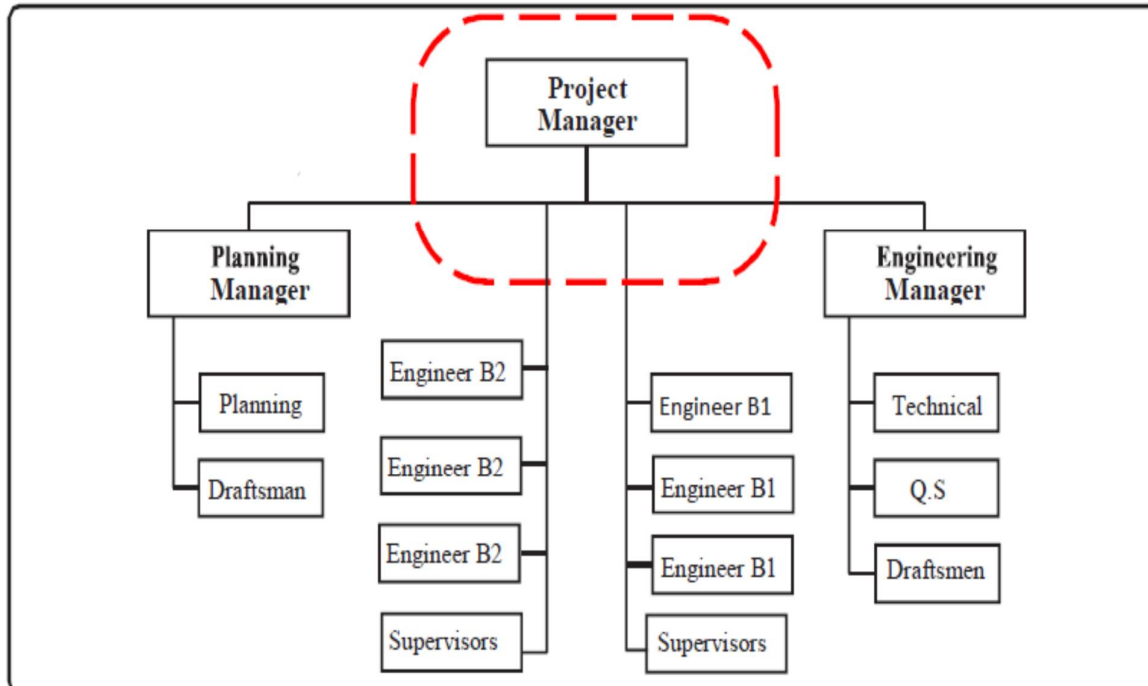 Project
Manager
Planning
Manager
Engineering
Manager
Planning
Draftsman
Engineer B2
Engineer B2
Engineer B2
Supervisors
Engineer B1
Engineer B1
Engineer B1
Supervisors
Technical
Q.S
Draftsmen